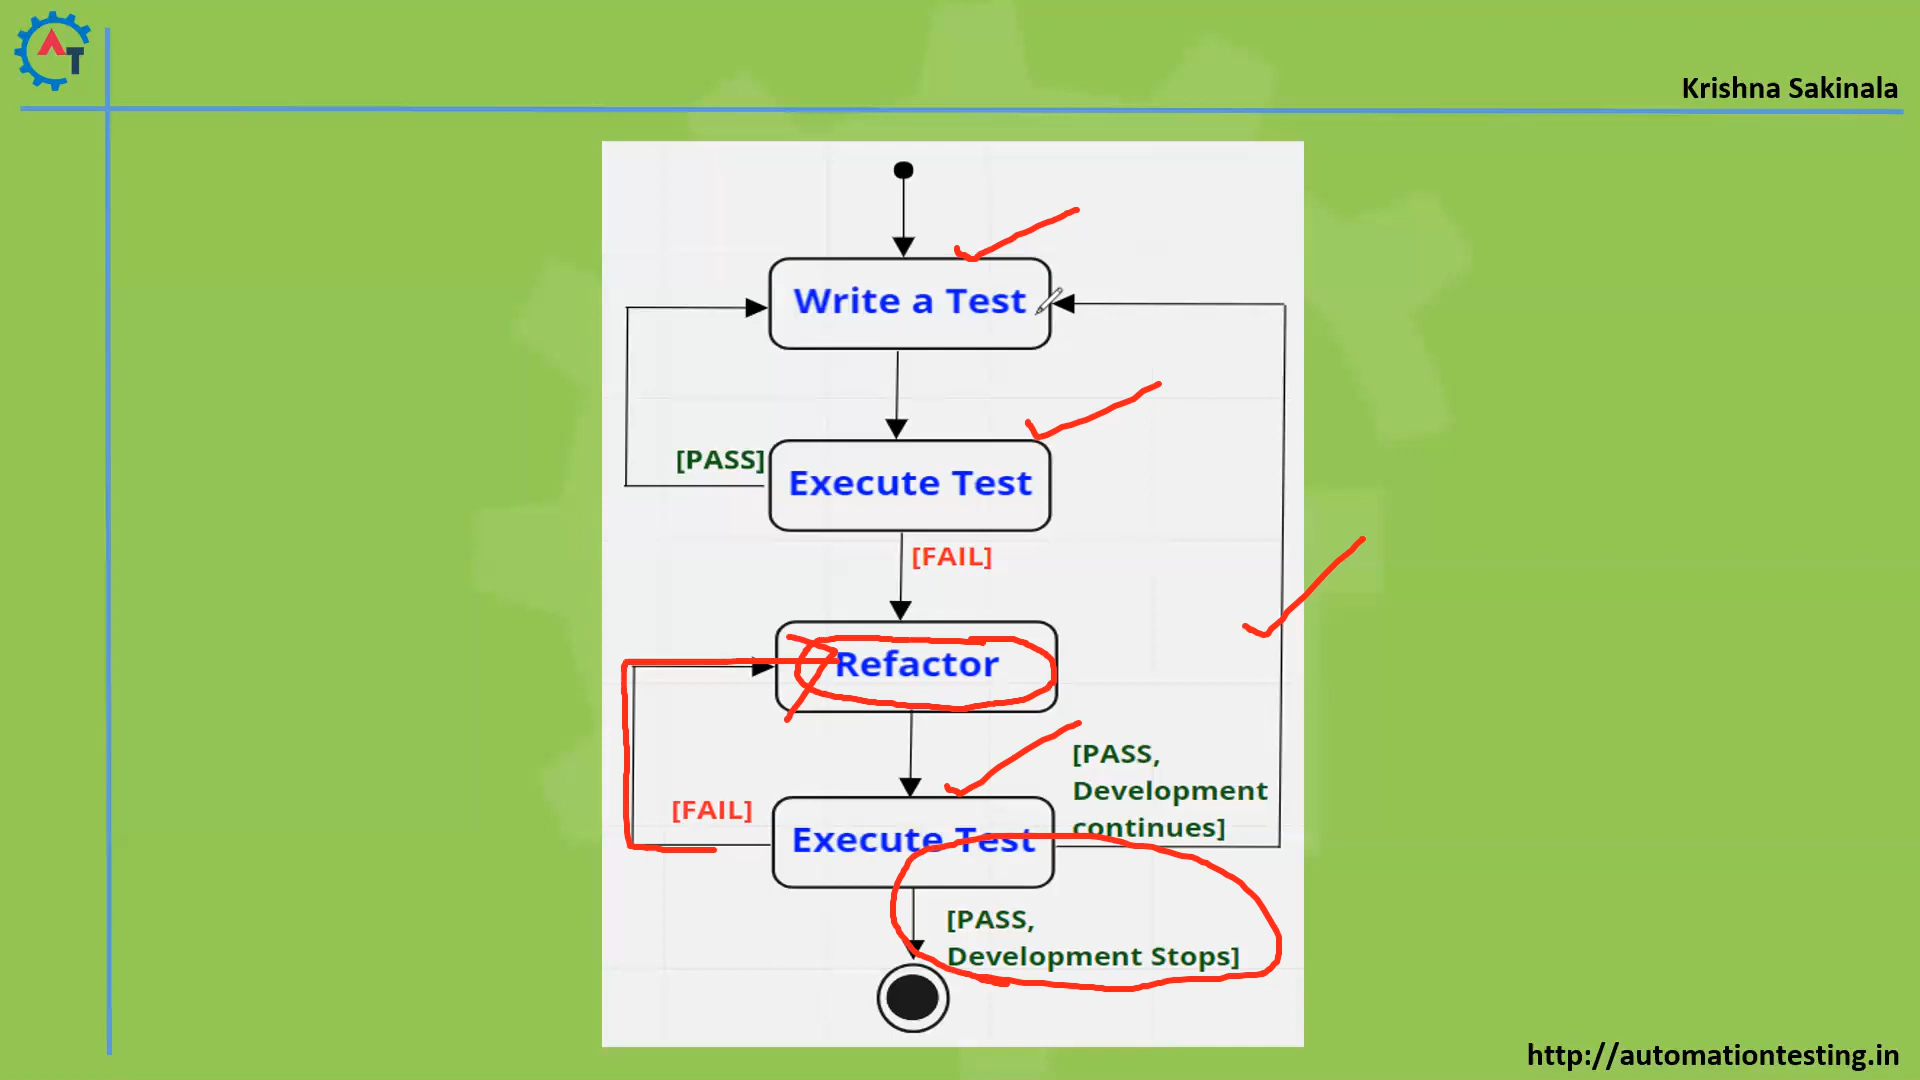 AT
Krishna Sakinala
Write a Test
[PASS]
Execute Test
[FAIL]
Refactor
[FAIL]
[PASS,
Development
continues]
Execute Test
[PASS,
Development Stops]
http://automationtesting.in